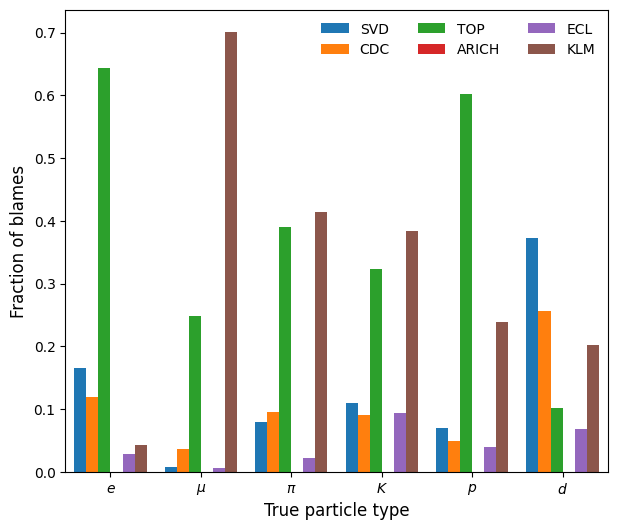 SVD TOP ECL
CDC ARICH KLM
Fraction of blames
0.7
0.6
0.5
0.4
0.3
0.2
0.1
0.0
e μ π K p d
True particle type